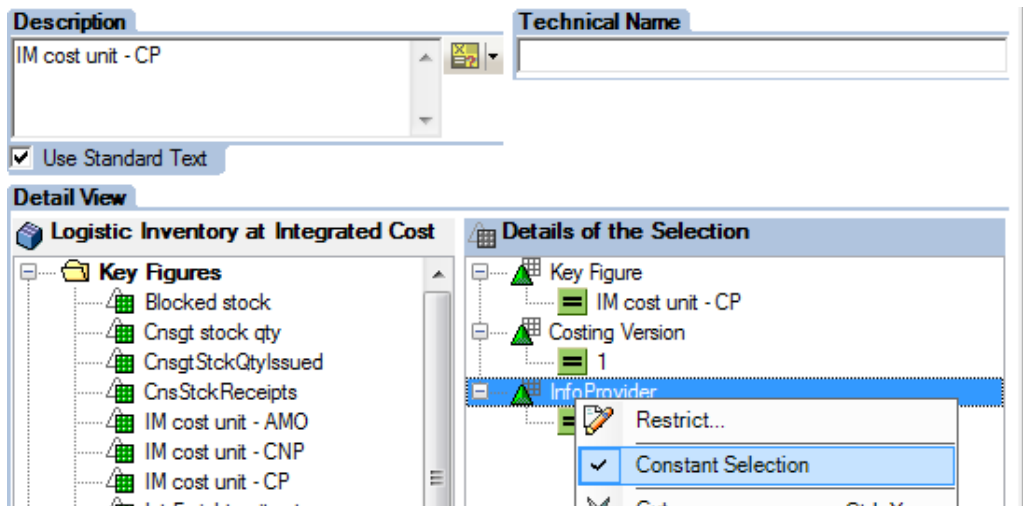 Description
Technical Name
IM cost unit - CP
Use Standard Text
Detail View
Logistic Inventory at Integrated Cost
Details of the Selection
Key Figures
Key Figure
Blocked stock
IM cost unit - CP
Cnsgt stock qty
Costing Version
CnsgtStckQtyIssued
1
CnsStckReceipts
InfoProvider
IM cost unit - AMO
Restrict...
IM cost unit - CNP
Constant Selection
IM cost unit - CP